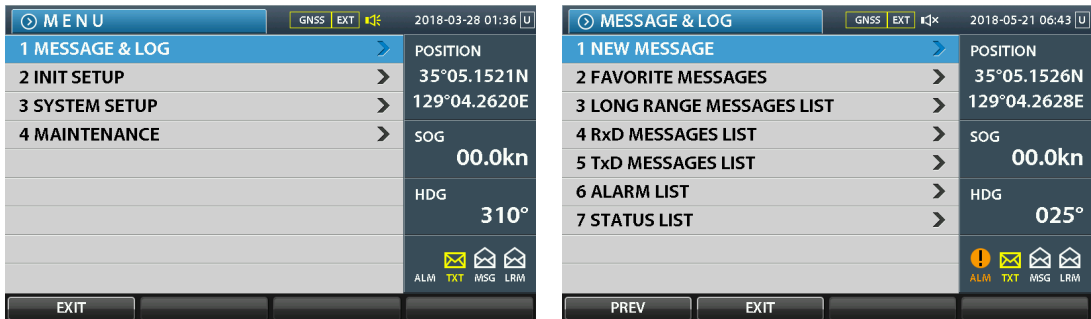 MENU GNSS EXT 2018-03-28 01:36 U
1 MESSAGE & LOG
2 INIT SETUP
3 SYSTEM SETUP
4 MAINTENANCE
POSITION
35°05.1521N
129°04.2620E
SOG
00.0kn
HDG
310°
ALM TXT MSG LRM
EXIT
MESSAGE & LOG GNSS EXT 2018-05-21 06:43 U
1 NEW MESSAGE
2 FAVORITE MESSAGES
3 LONG RANGE MESSAGES LIST
4 RxD MESSAGES LIST
5 TxD MESSAGES LIST
6 ALARM LIST
7 STATUS LIST
POSITION
35°05.1526N
129°04.2628E
SOG
00.0kn
HDG
025°
ALM TXT MSG LRM
PREV EXIT